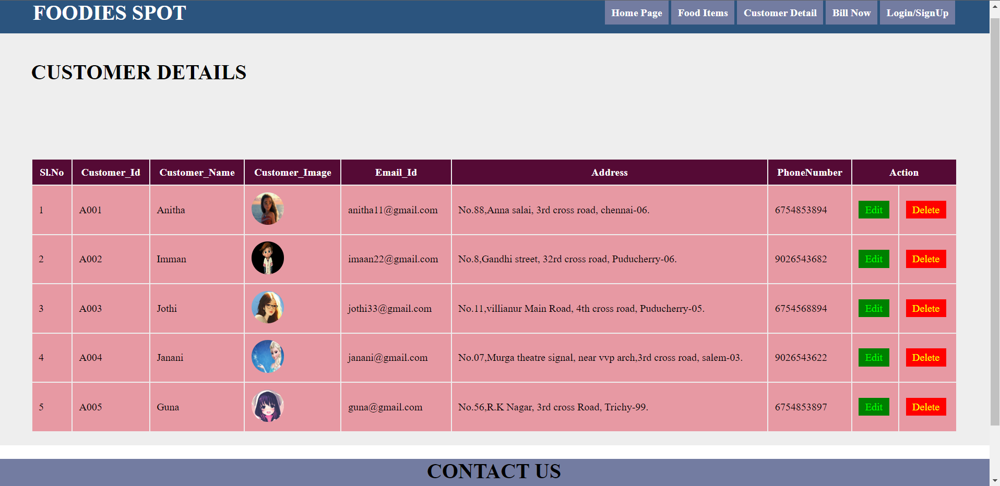 FOODIES SPOT Home Page Food Items Customer Detail Bill Now Login/SignUp
CUSTOMER DETAILS
Sl.No Customer_Id Customer_Name Customer_Image Email_Id Address PhoneNumber Action
1 A001 Anitha anitha11@gmail.com No.88,Anna salai, 3rd cross road, chennai-06. 6754853894 Edit Delete
2 A002 Imman imaan22@gmail.com No.8,Gandhi street, 32rd cross road, Puducherry-06. 9026543682 Edit Delete
3 A003 Jothi jothi33@gmail.com No.11,villianur Main Road, 4th cross road, Puducherry-05. 6754568894 Edit Delete
4 A004 Janani janani@gmail.com No.07,Murga theatre signal, near vvp arch,3rd cross road, salem-03. 9026543622 Edit Delete
5 A005 Guna guna@gmail.com No.56,R.K Nagar, 3rd cross Road, Trichy-99. 6754853897 Edit Delete
CONTACT US